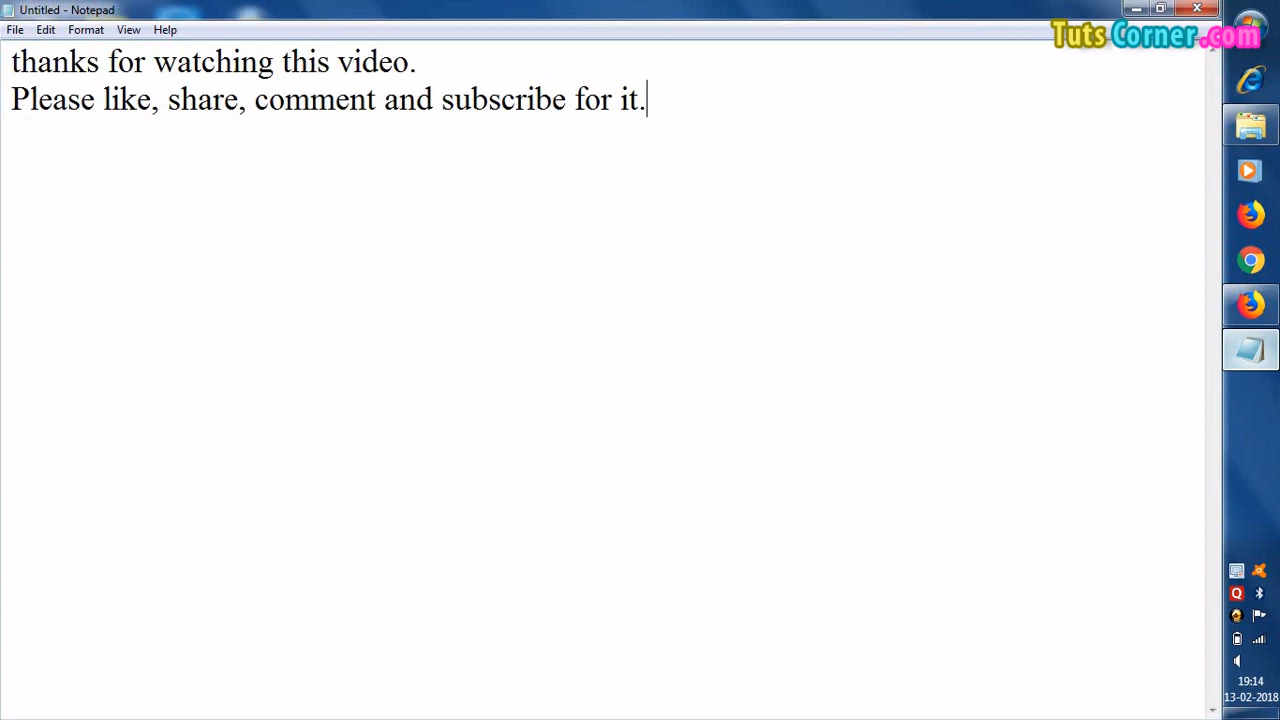 Untitled - Notepad
File Edit Format View Help
Tuts Corner .com
thanks for watching this video.
Please like, share, comment and subscribe for it.
19:14
13-02-2018